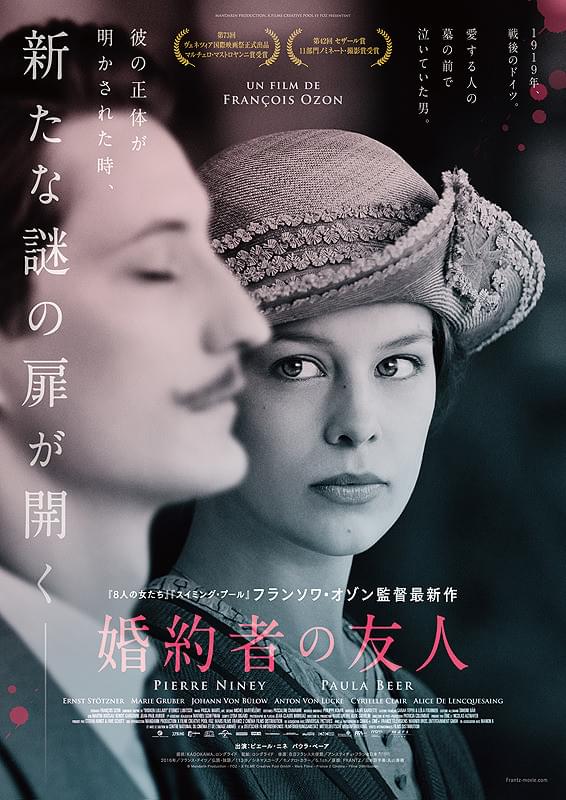 MANDARIN PRODUCTION, X FILME CREATIVE POOL ET FOZ PRÉSENTENT
1919年、
戦後のドイツ。
愛する人の
墓の前で
泣いていた男。
第73回
ヴェネツィア国際映画祭正式出品
マルチェロ・マストロヤンニ賞受賞
第42回 セザール賞
11部門ノミネート・撮影賞受賞
UN FILM DE
FRANÇOIS OZON
彼の正体が
明かされた時、
新たな謎の扉が開く――
『8人の女たち』『スイミング・プール』フランソワ・オゾン監督最新作
婚約者の友人
PIERRE NINEY PAULA BEER
ERNST STÖTZNER MARIE GRUBER JOHANN VON BÜLOW ANTON VON LUCKE CYRIELLE CLAIR ALICE DE LENCQUESAING
出演：ピエール・ニネ パウラ・ベーア
Frantz-movie.com